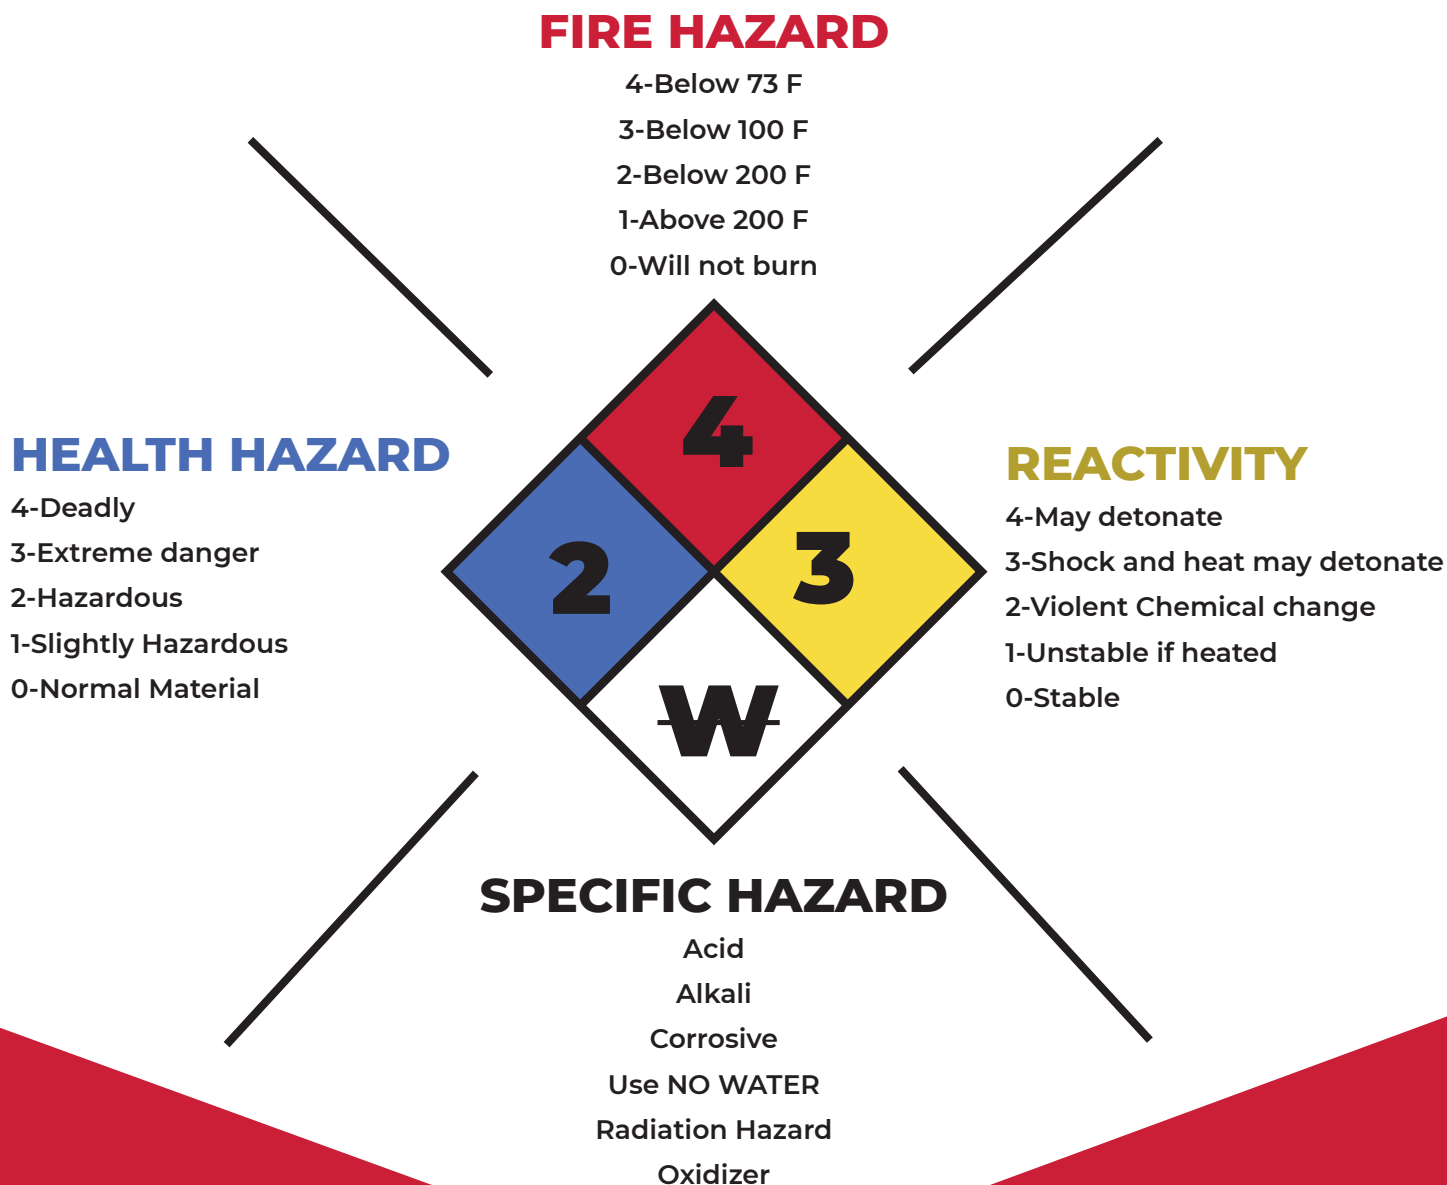 FIRE HAZARD
4-Below 73 F
3-Below 100 F
2-Below 200 F
1-Above 200 F
0-Will not burn
HEALTH HAZARD
4-Deadly
3-Extreme danger
2-Hazardous
1-Slightly Hazardous
0-Normal Material
4
2
3
W
REACTIVITY
4-May detonate
3-Shock and heat may detonate
2-Violent Chemical change
1-Unstable if heated
0-Stable
SPECIFIC HAZARD
Acid
Alkali
Corrosive
Use NO WATER
Radiation Hazard
Oxidizer